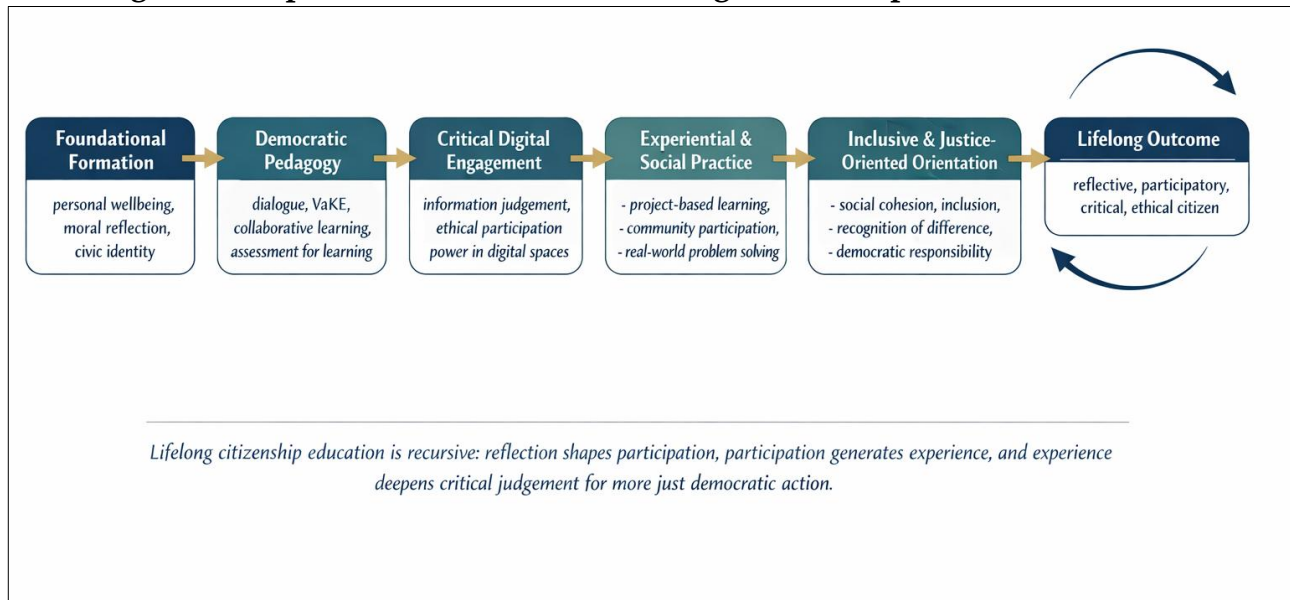 Foundational
Formation
personal wellbeing,
moral reflection,
civic identity
Democratic
Pedagogy
dialogue, VaKE,
collaborative learning,
assessment for learning
Critical Digital
Engagement
information judgement,
ethical participation
power in digital spaces
Experiential &
Social Practice
- project-based learning,
- community participation,
- real-world problem solving
Inclusive & Justice-
Oriented Orientation
- social cohesion, inclusion,
- recognition of difference,
- democratic responsibility
Lifelong Outcome
reflective, participatory,
critical, ethical citizen
Lifelong citizenship education is recursive: reflection shapes participation, participation generates experience, and experience
deepens critical judgement for more just democratic action.